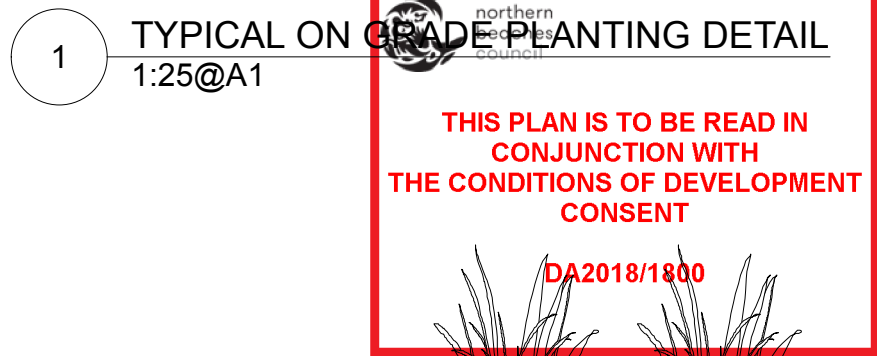 1
TYPICAL ON GRADE PLANTING DETAIL
1:25@A1
northern
beaches
council
THIS PLAN IS TO BE READ IN
CONJUNCTION WITH
THE CONDITIONS OF DEVELOPMENT
CONSENT
DA2018/1800